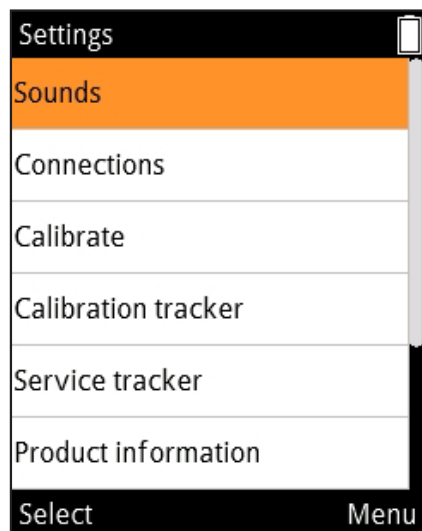 Settings
Sounds
Connections
Calibrate
Calibration tracker
Service tracker
Product information
Select Menu